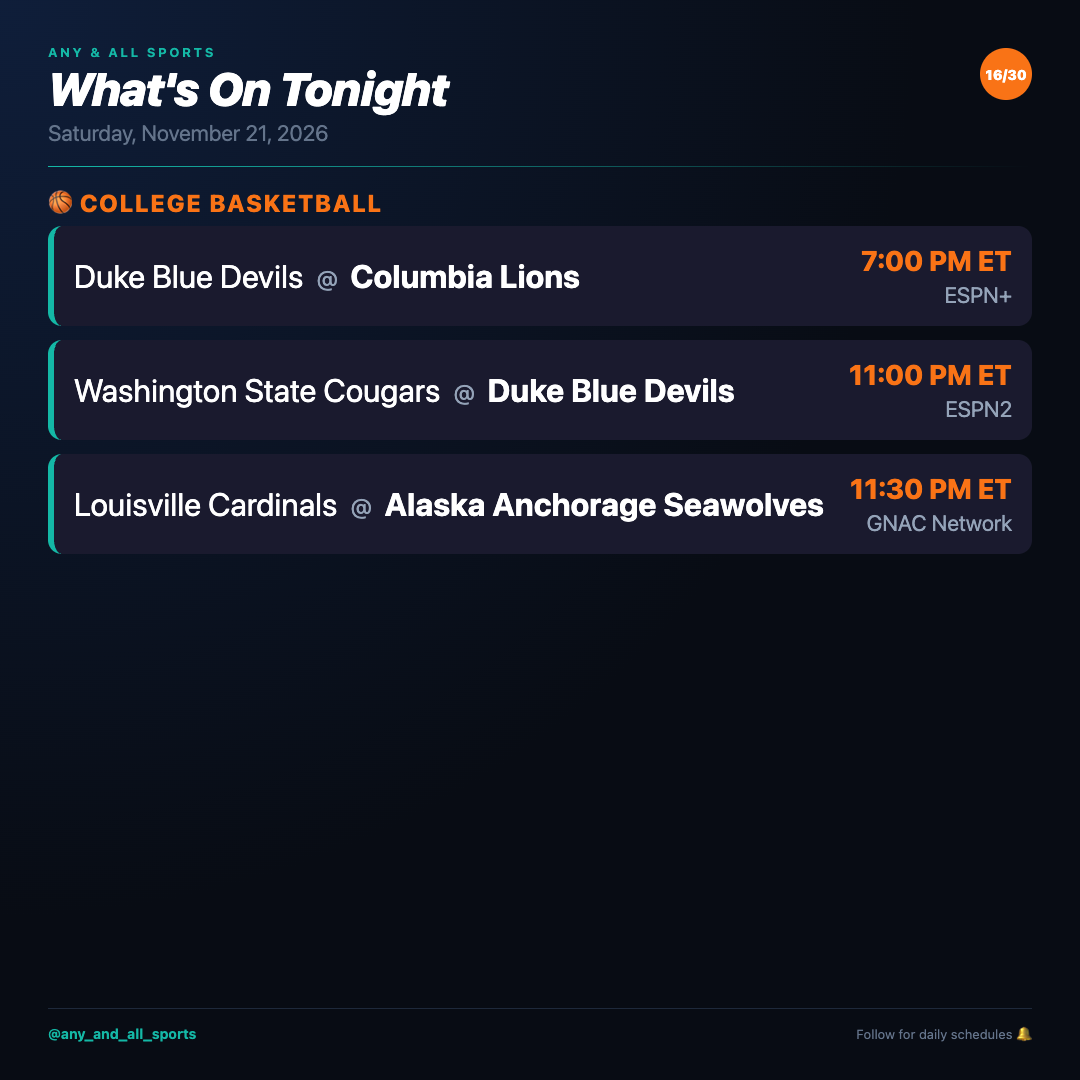 ANY & ALL SPORTS
What's On Tonight
16/30
Saturday, November 21, 2026
🏀 COLLEGE BASKETBALL
Duke Blue Devils @ Columbia Lions
7:00 PM ET
ESPN+
Washington State Cougars @ Duke Blue Devils
11:00 PM ET
ESPN2
Louisville Cardinals @ Alaska Anchorage Seawolves
11:30 PM ET
GNAC Network
@any_and_all_sports
Follow for daily schedules 🔔